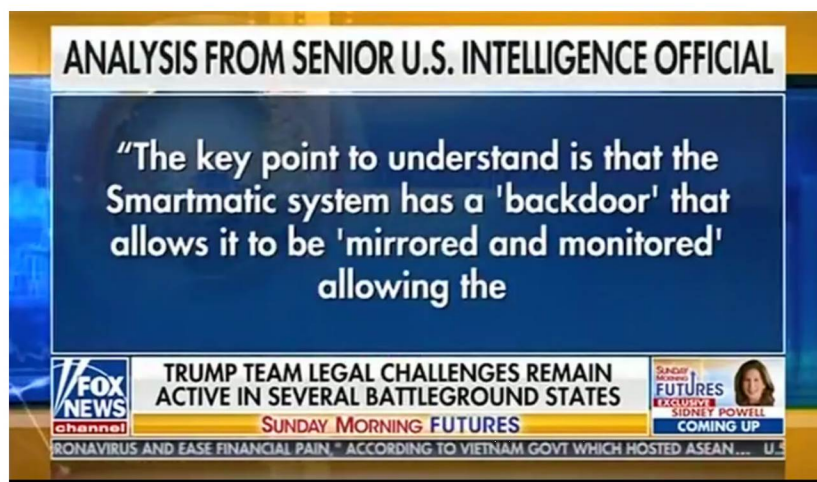 ANALYSIS FROM SENIOR U.S. INTELLIGENCE OFFICIAL
“The key point to understand is that the
Smartmatic system has a 'backdoor' that
allows it to be 'mirrored and monitored'
allowing the
FOX
NEWS
channel
TRUMP TEAM LEGAL CHALLENGES REMAIN
ACTIVE IN SEVERAL BATTLEGROUND STATES
SUNDAY MORNING FUTURES
SUNDAY
MORNING
FUTURES
EXCLUSIVE
SIDNEY POWELL
COMING UP
RONAVIRUS AND EASE FINANCIAL PAIN," ACCORDING TO VIETNAM GOVT WHICH HOSTED ASEAN... U.S